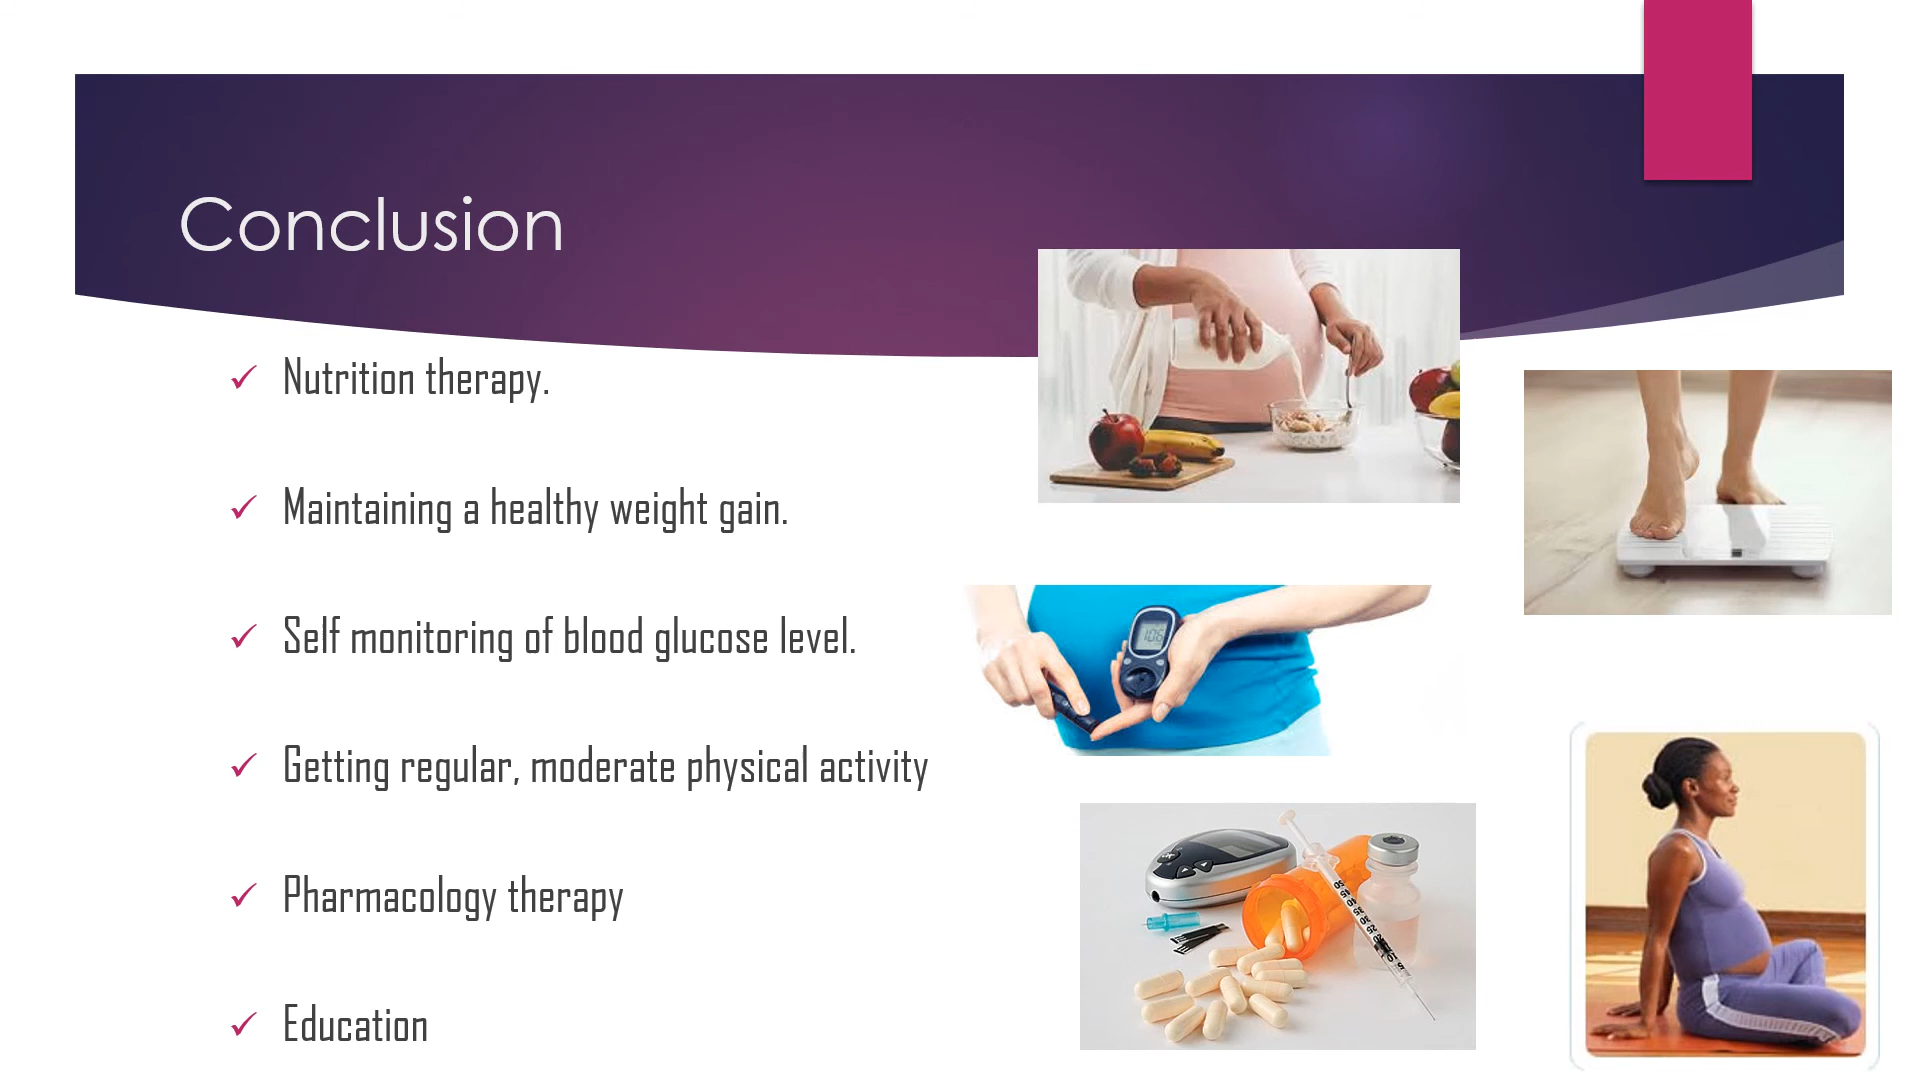 Conclusion
✓ Nutrition therapy.
✓ Maintaining a healthy weight gain.
✓ Self monitoring of blood glucose level.
✓ Getting regular, moderate physical activity
✓ Pharmacology therapy
✓ Education
106